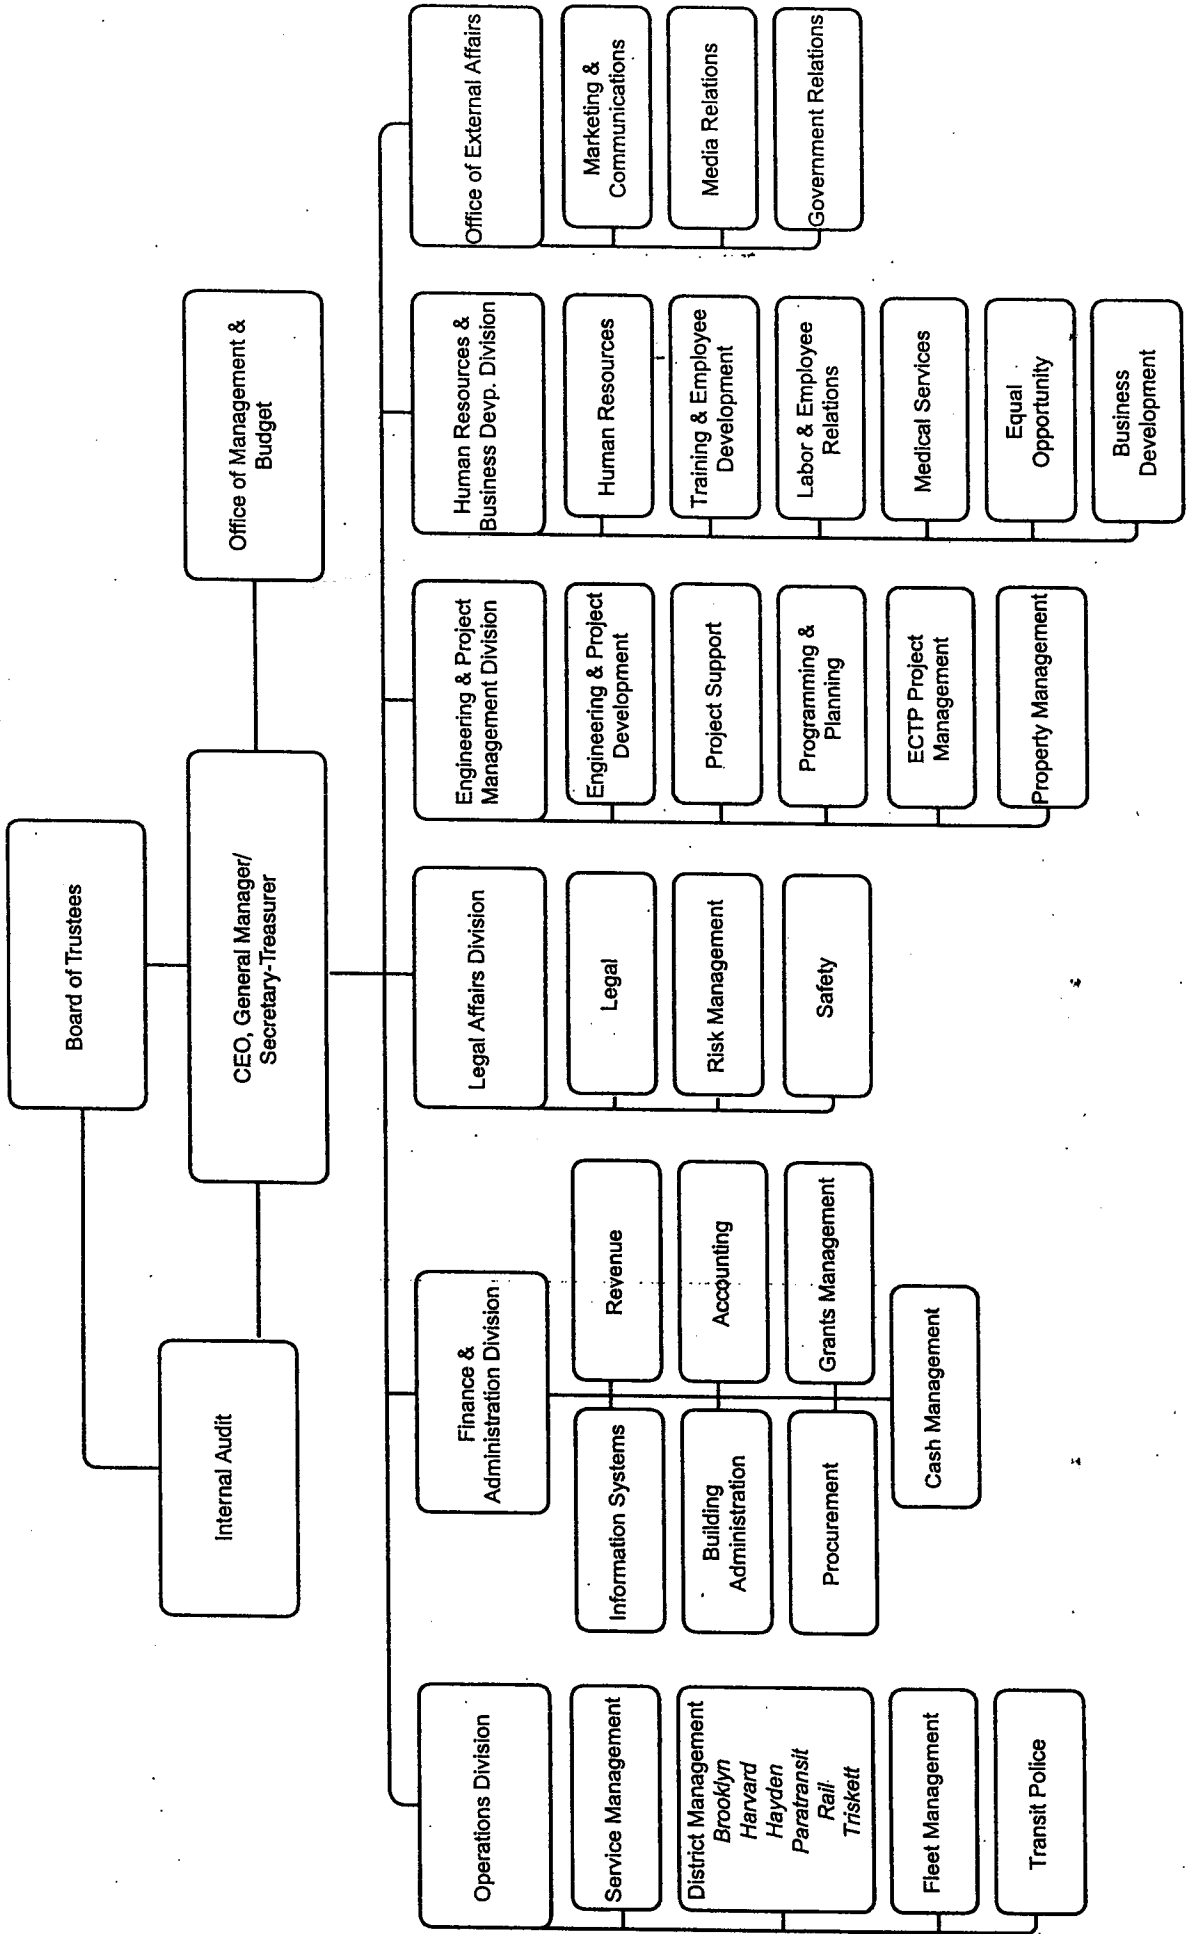 Board of Trustees
CEO, General Manager/
Secretary-Treasurer
Internal Audit
Office of Management &
Budget
Operations Division
Service Management
District Management
Brooklyn
Harvard
Hayden
Paratransit
Rail
Triskett
Fleet Management
Transit Police
Finance &
Administration Division
Information Systems
Revenue
Building
Administration
Accounting
Procurement
Grants Management
Cash Management
Legal Affairs Division
Legal
Risk Management
Safety
Engineering & Project
Management Division
Engineering & Project
Development
Project Support
Programming &
Planning
ECTP Project
Management
Property Management
Human Resources &
Business Devp. Division
Human Resources
Training & Employee
Development
Labor & Employee
Relations
Medical Services
Equal
Opportunity
Business
Development
Office of External Affairs
Marketing &
Communications
Media Relations
Government Relations